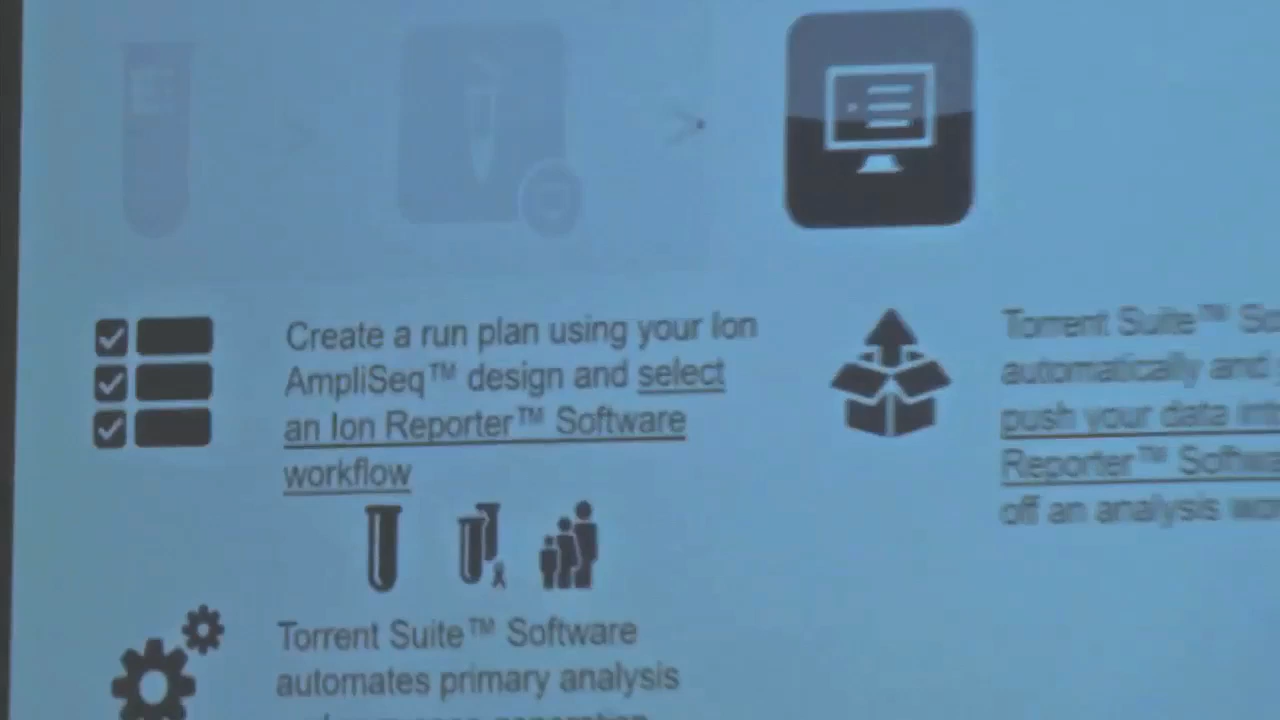 Create a run plan using your Ion
AmpliSeq™ design and select
an Ion Reporter™ Software
workflow
Torrent Suite™ Software
automates primary analysis
Torrent Suite™
automatically and
push your data
Reporter™
off an analysis